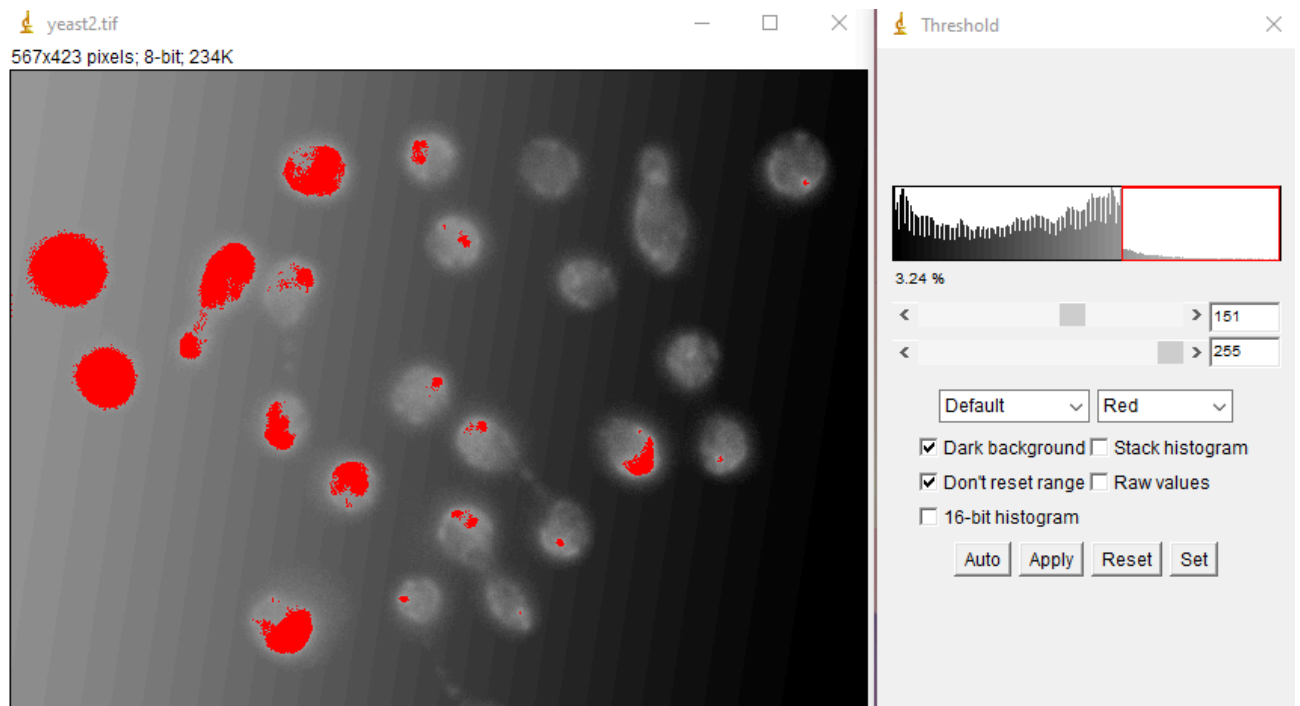 yeast2.tif
567x423 pixels; 8-bit; 234K
Threshold
3.24 %
151
255
Default Red
Dark background Stack histogram
Don't reset range Raw values
16-bit histogram
Auto Apply Reset Set